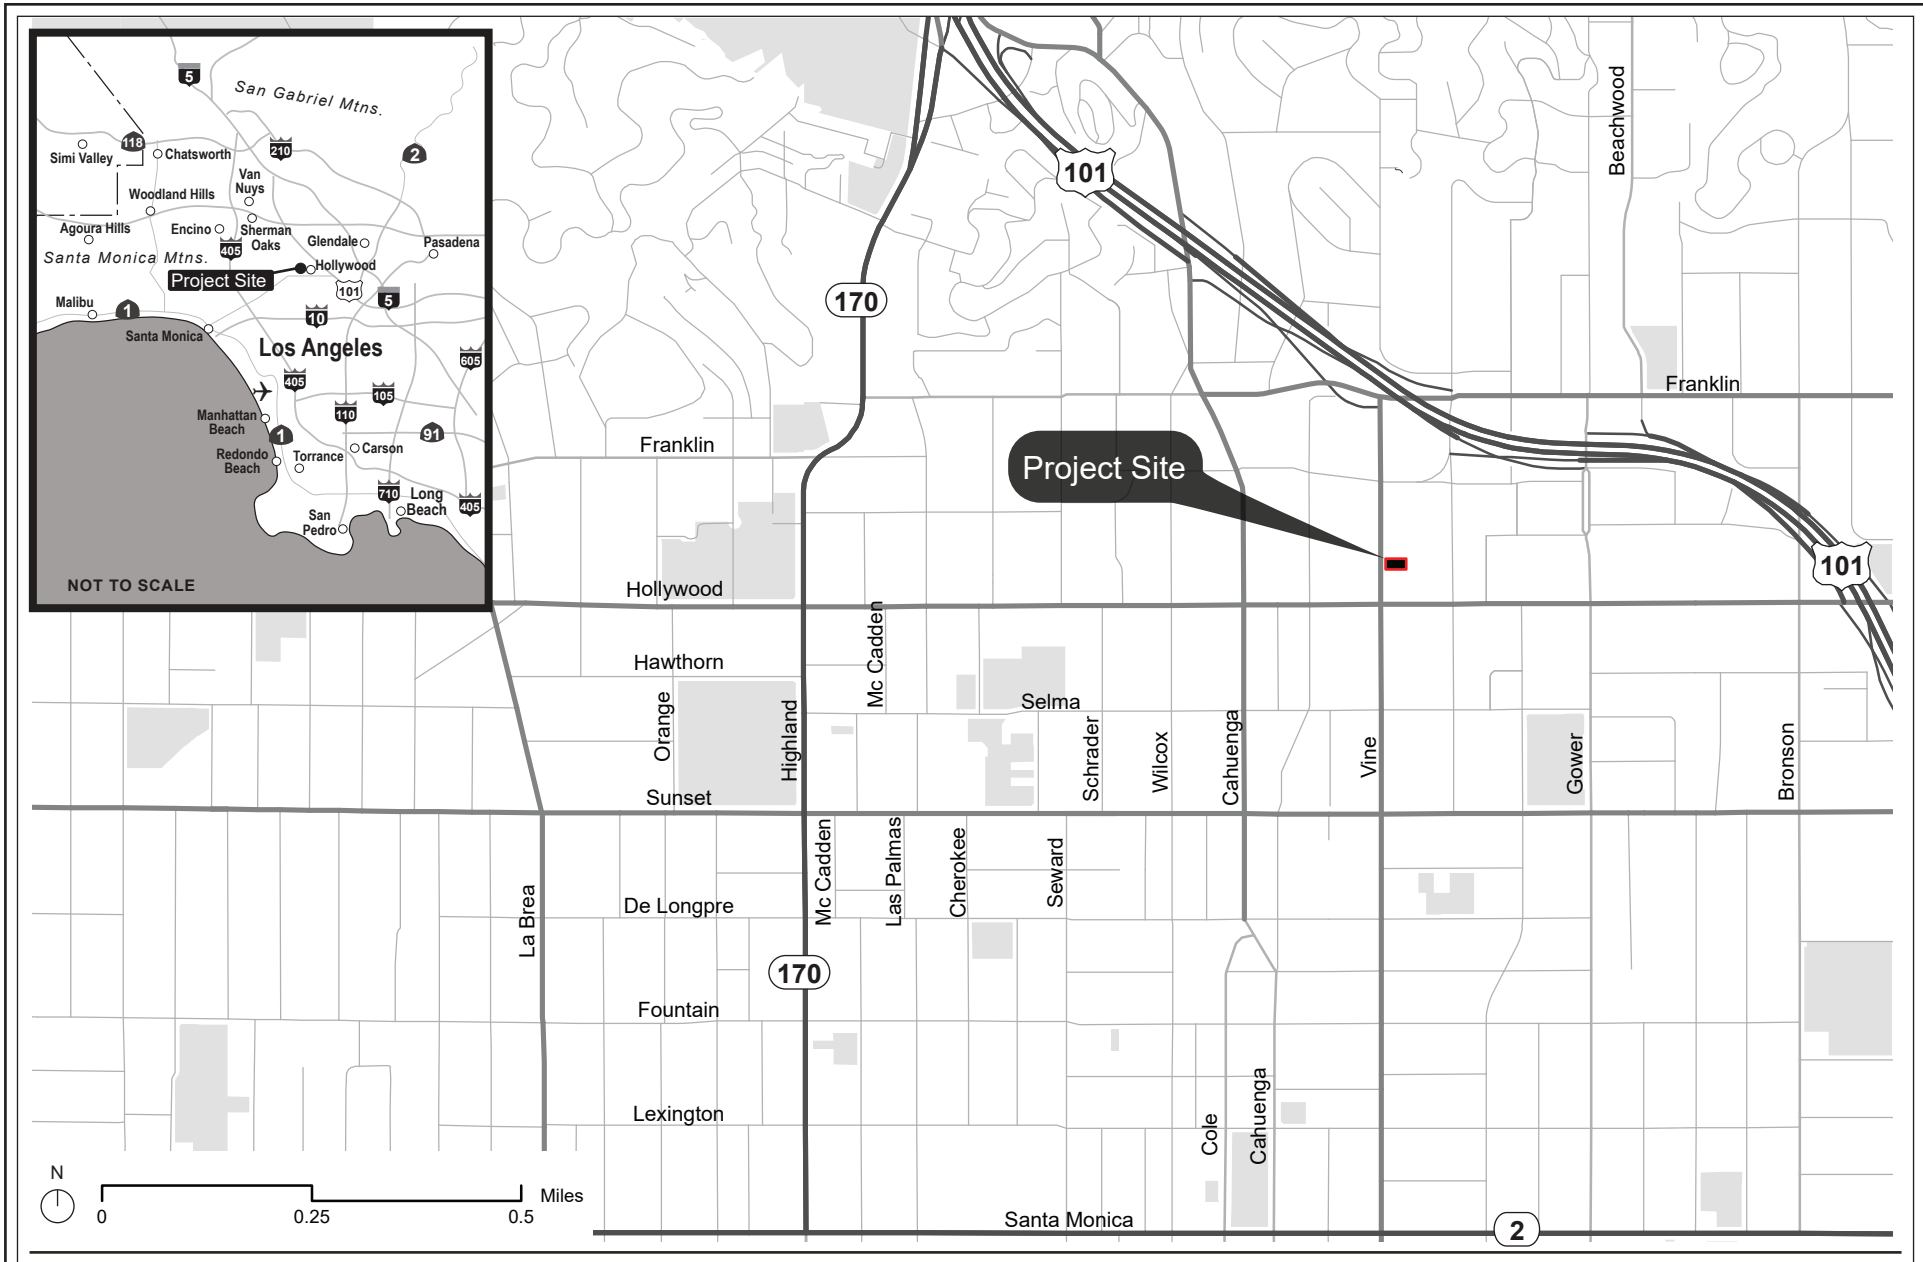 5
San Gabriel Mtns.
118
Simi Valley
Chatsworth
210
2
Van
Nuys
Woodland Hills
Agoura Hills
Encino
Sherman
Oaks
405
Glendale
Pasadena
Santa Monica Mtns.
Hollywood
Project Site
101
5
Malibu
1
10
Santa Monica
Los Angeles
605
405
105
110
Manhattan
Beach
1
91
Redondo
Beach
Torrance
Carson
710
Long
Beach
405
San
Pedro
NOT TO SCALE
101
Beachwood
170
Franklin
Franklin
Project Site
101
Hollywood
Hawthorn
Mc Cadden
Orange
Highland
Selma
Schrader
Wilcox
Cahuenga
Vine
Gower
Bronson
Sunset
La Brea
De Longpre
Mc Cadden
Las Palmas
Cherokee
Seward
170
Fountain
Lexington
Cole
Cahuenga
N
0
0.25
0.5
Miles
Santa Monica
2